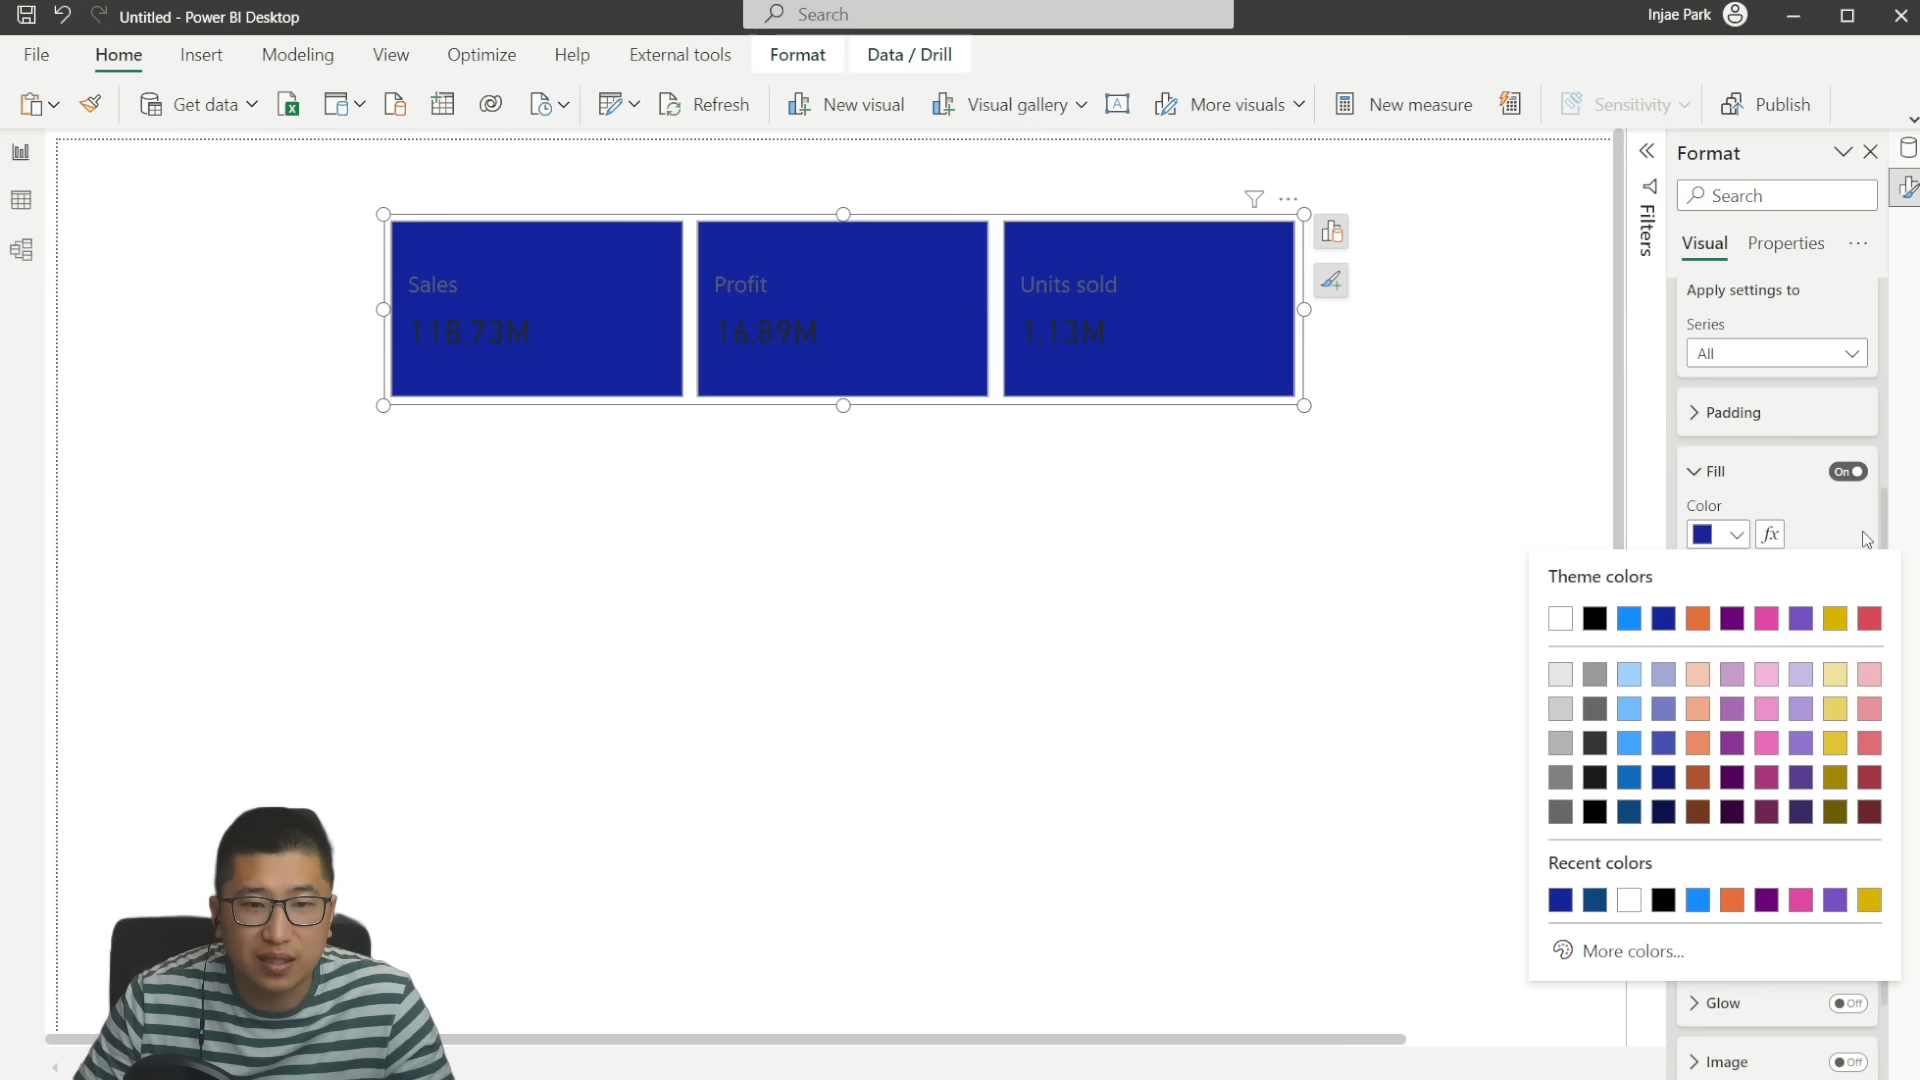 Untitled - Power BI Desktop
Search
Injae Park
File
Home
Insert
Modeling
View
Optimize
Help
External tools
Format
Data / Drill
Get data
Refresh
New visual
Visual gallery
A
More visuals
New measure
Sensitivity
Publish
Filters
Format
Search
Visual
Properties
Apply settings to
Series
All
Padding
Fill
On
Color
fx
Sales
118.73M
Profit
16.89M
Units sold
1.13M
Theme colors
Recent colors
More colors...
Glow
Off
Image
Off